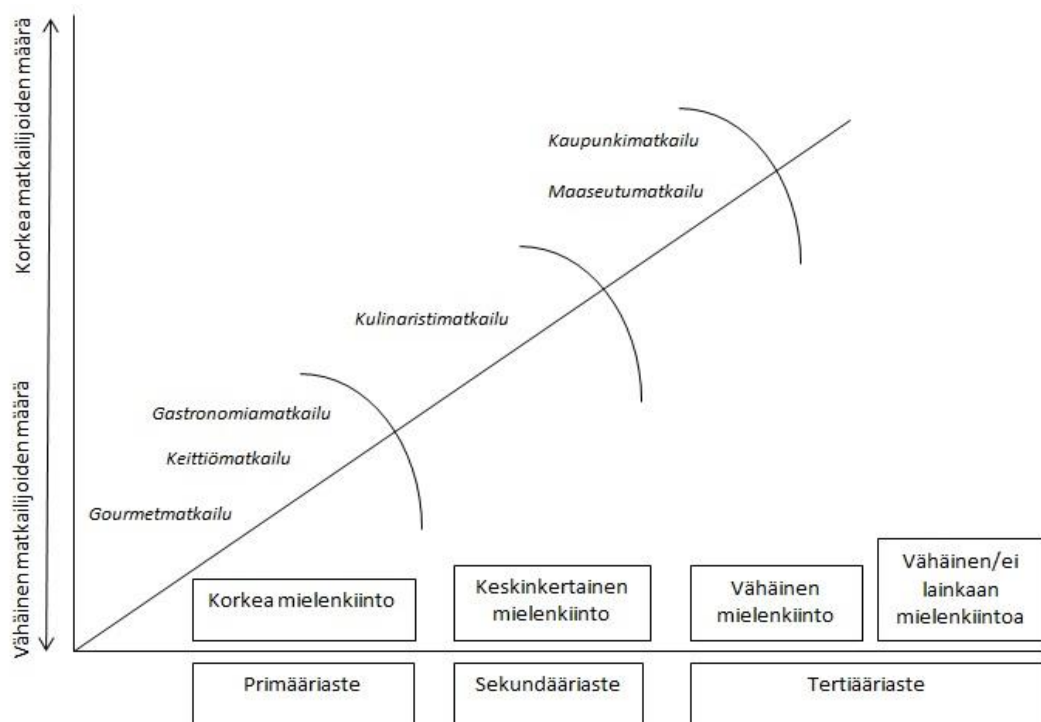 Korkea matkailijoiden määrä
Vähäinen matkailijoiden määrä
Kaupunkimatkailu
Maaseutumatkailu
Kulinaristimatkailu
Gastronomiamatkailu
Keittiömatkailu
Gourmetmatkailu
Korkea mielenkiinto
Keskinkertainen
mielenkiinto
Vähäinen
mielenkiinto
Vähäinen/ei
lainkaan
mielenkiintoa
Primääriaste
Sekundääriaste
Tertiääriaste